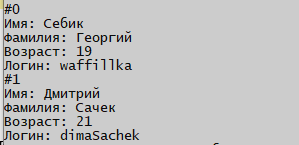 #0
Имя: Себик
Фамилия: Георгий
Возраст: 19
Логин: waffillka
#1
Имя: Дмитрий
Фамилия: Сачек
Возраст: 21
Логин: dimaSachek